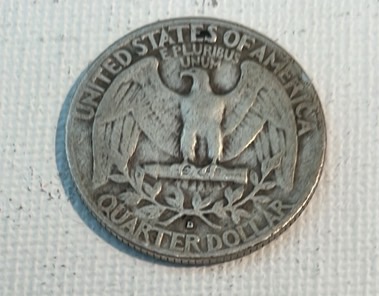 UNITED STATES OF AMERICA
E PLURIBUS
UNUM
D
QUARTER DOLLAR